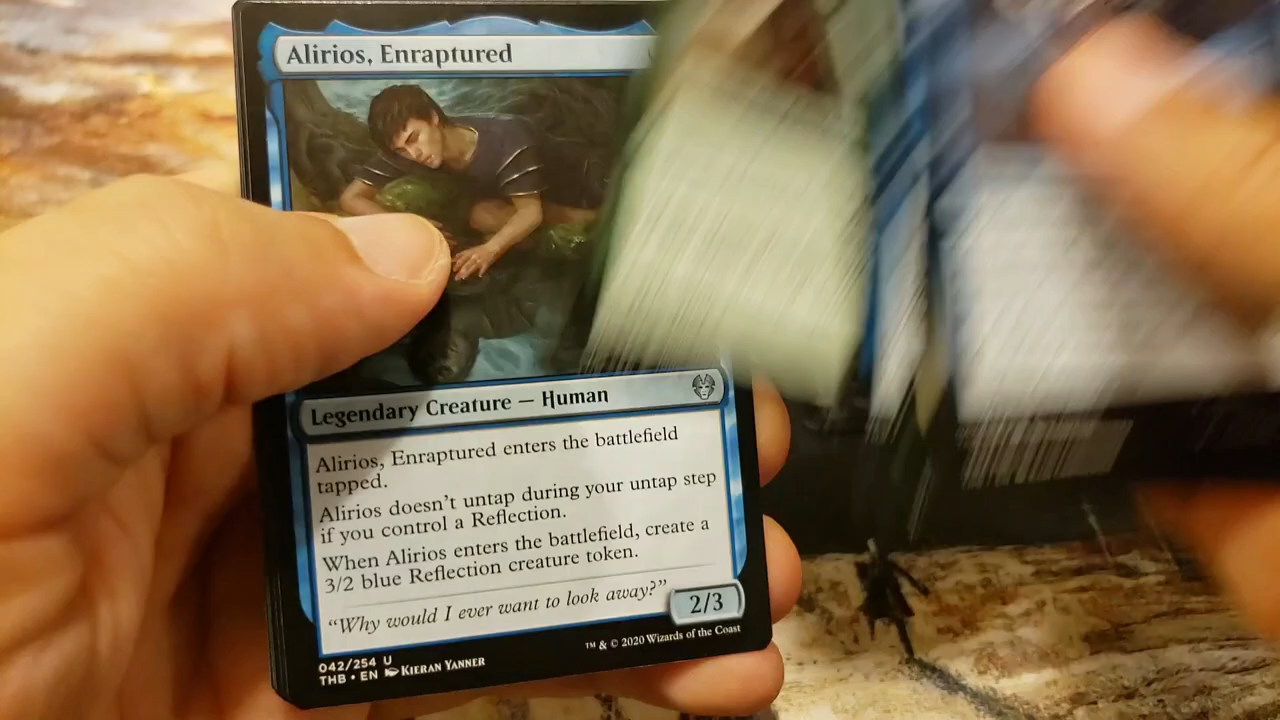 Alirios, Enraptured
Legendary Creature — Human
Alirios, Enraptured enters the battlefield
tapped.
Alirios doesn't untap during your untap step
if you control a Reflection.
When Alirios enters the battlefield, create a
3/2 blue Reflection creature token.
“Why would I ever want to look away?”
2/3
042/254 U
THB • EN KIERAN YANNER
™ & © 2020 Wizards of the Coast